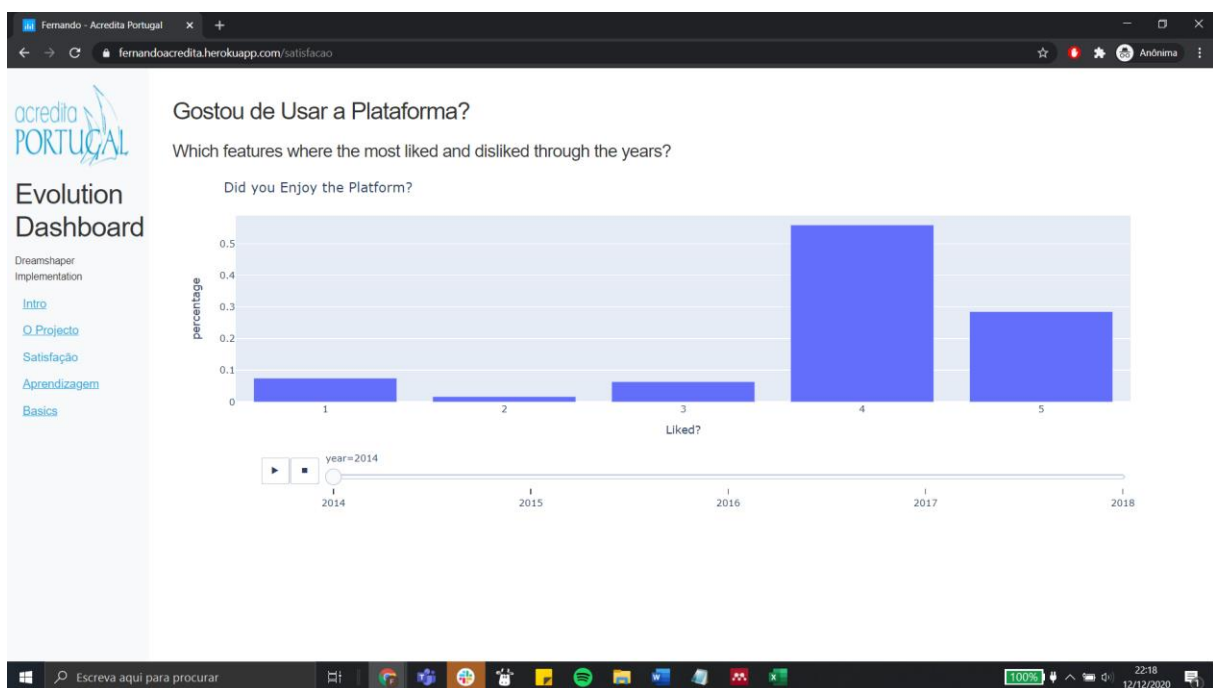 Fernando - Acredita Portugal
fernandoacredita.herokuapp.com/satisfacao
Anónima
acredita
PORTUGAL
Evolution
Dashboard
Dreamshaper
Implementation
Intro
O Projecto
Satisfação
Aprendizagem
Basics
Gostou de Usar a Plataforma?
Which features where the most liked and disliked through the years?
Did you Enjoy the Platform?
percentage
0.5
0.4
0.3
0.2
0.1
0
1 2 3 4 5
Liked?
year=2014
2014 2015 2016 2017 2018
Escreva aqui para procurar
100%
22:18
12/12/2020